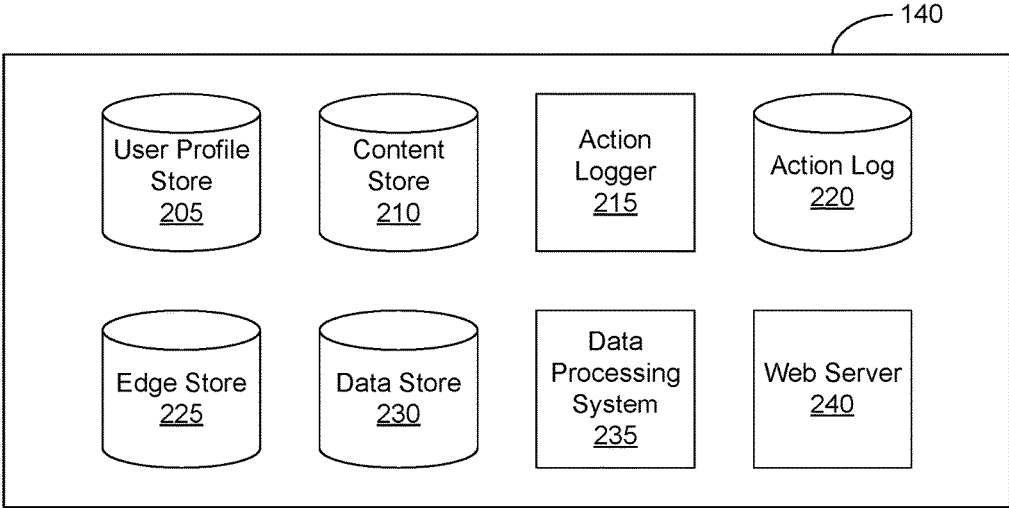 140
User Profile
Store
205
Content
Store
210
Action
Logger
215
Action Log
220
Edge Store
225
Data Store
230
Data
Processing
System
235
Web Server
240